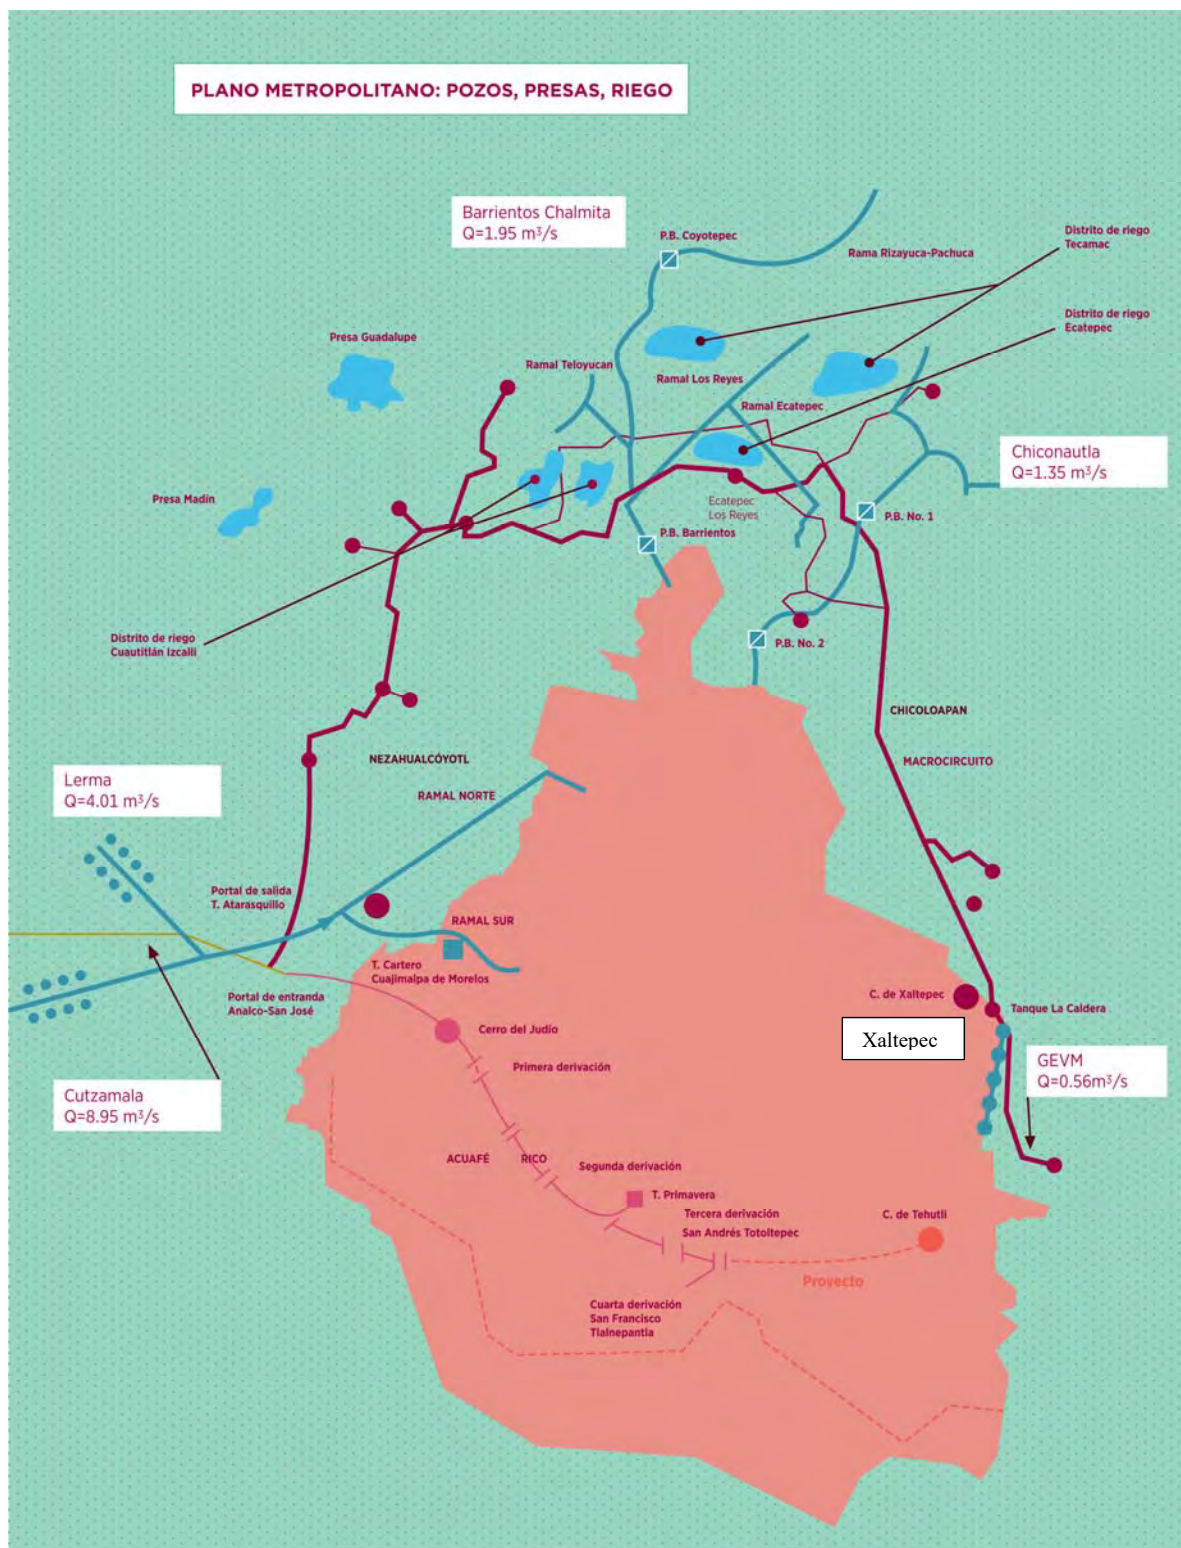 PLANO METROPOLITANO: POZOS, PRESAS, RIEGO
Barrientos Chalmita
Q=1.95 m³/s
P.B. Coyotepec
Rama Rizayuca-Pachuca
Distrito de riego
Tecamac
Distrito de riego
Ecatepec
Presa Guadalupe
Ramal Teloyucan
Ramal Los Reyes
Ramal Ecatepec
Chiconautla
Q=1.35 m³/s
Presa Madín
Ecatepec
Los Reyes
P.B. No. 1
P.B. Barrientos
Distrito de riego
Cuautitlán Izcalli
P.B. No. 2
CHICOLOAPAN
NEZAHUALCÓYOTL
MACROCIRCUITO
Lerma
Q=4.01 m³/s
RAMAL NORTE
Portal de salida
T. Atarasquillo
RAMAL SUR
T. Cartero
Cuajimalpa de Morelos
Portal de entranda
Analco-San José
C. de Xaltepec
Tanque La Caldera
Cerro del Judío
Xaltepec
GEVM
Q=0.56m³/s
Primera derivación
Cutzamala
Q=8.95 m³/s
ACUAFÉ RICO
Segunda derivación
T. Primavera
Tercera derivación
San Andrés Totoltepec
C. de Tehutli
Proyecto
Cuarta derivación
San Francisco
Tlalnepantia